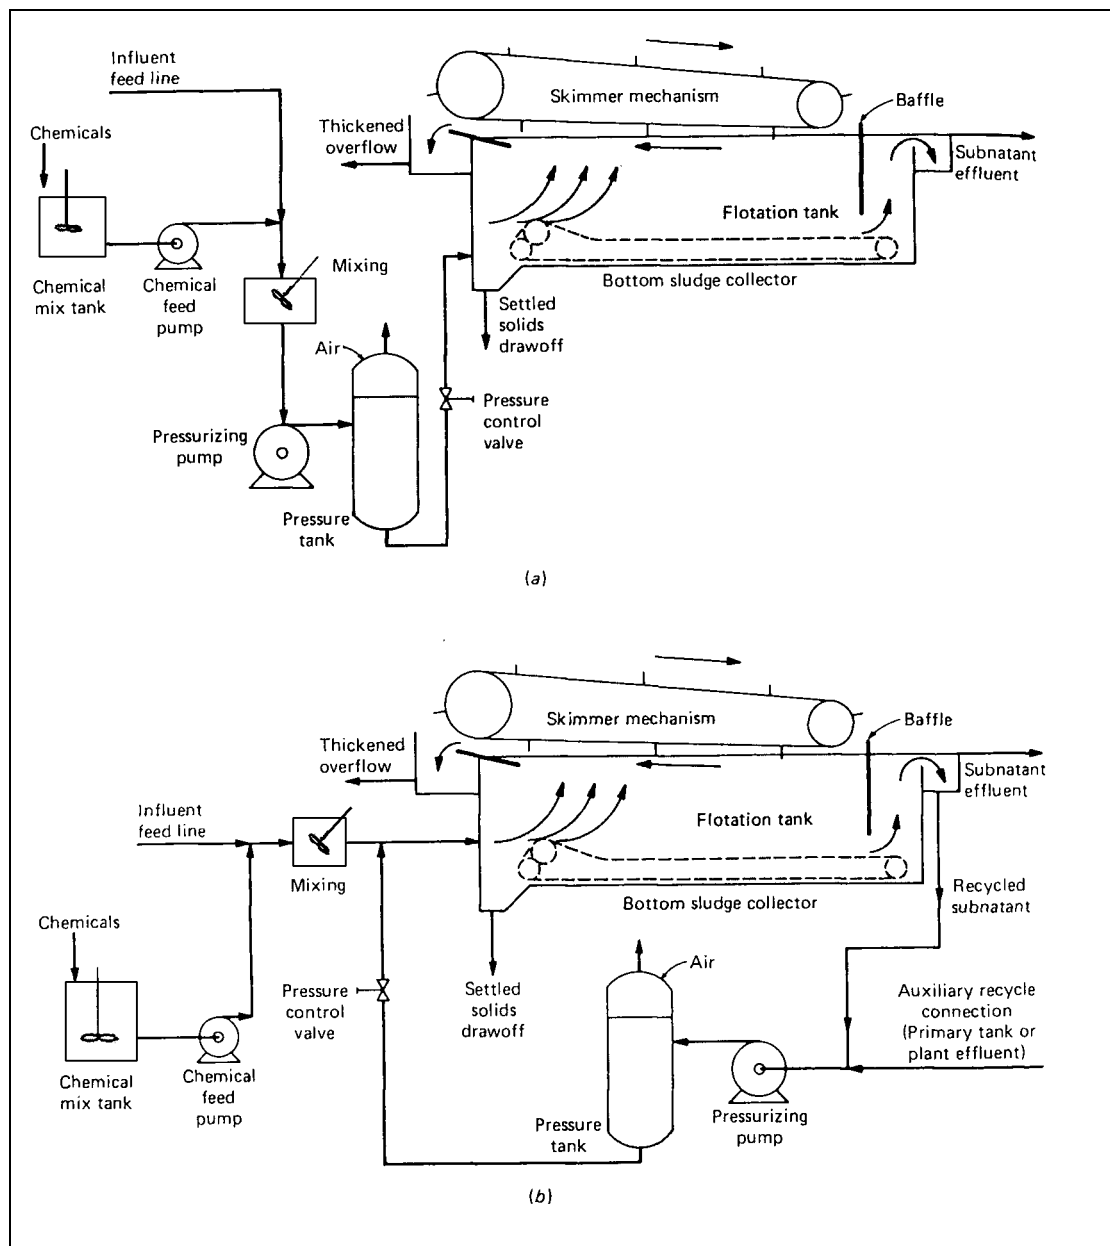 Influent
feed line
Chemicals
Chemical
mix tank
Chemical
feed
pump
Mixing
Air
Pressurizing
pump
Pressure
tank
Thickened
overflow
Skimmer mechanism
Baffle
Subnatant
effluent
Flotation tank
Bottom sludge collector
Settled
solids
drawoff
Pressure
control
valve
(a)
Skimmer mechanism
Baffle
Thickened
overflow
Subnatant
effluent
Influent
feed line
Mixing
Flotation tank
Bottom sludge collector
Recycled
subnatant
Chemicals
Chemical
mix tank
Chemical
feed
pump
Pressure
control
valve
Settled
solids
drawoff
Air
Auxiliary recycle
connection
(Primary tank or
plant effluent)
Pressure
tank
Pressurizing
pump
(b)